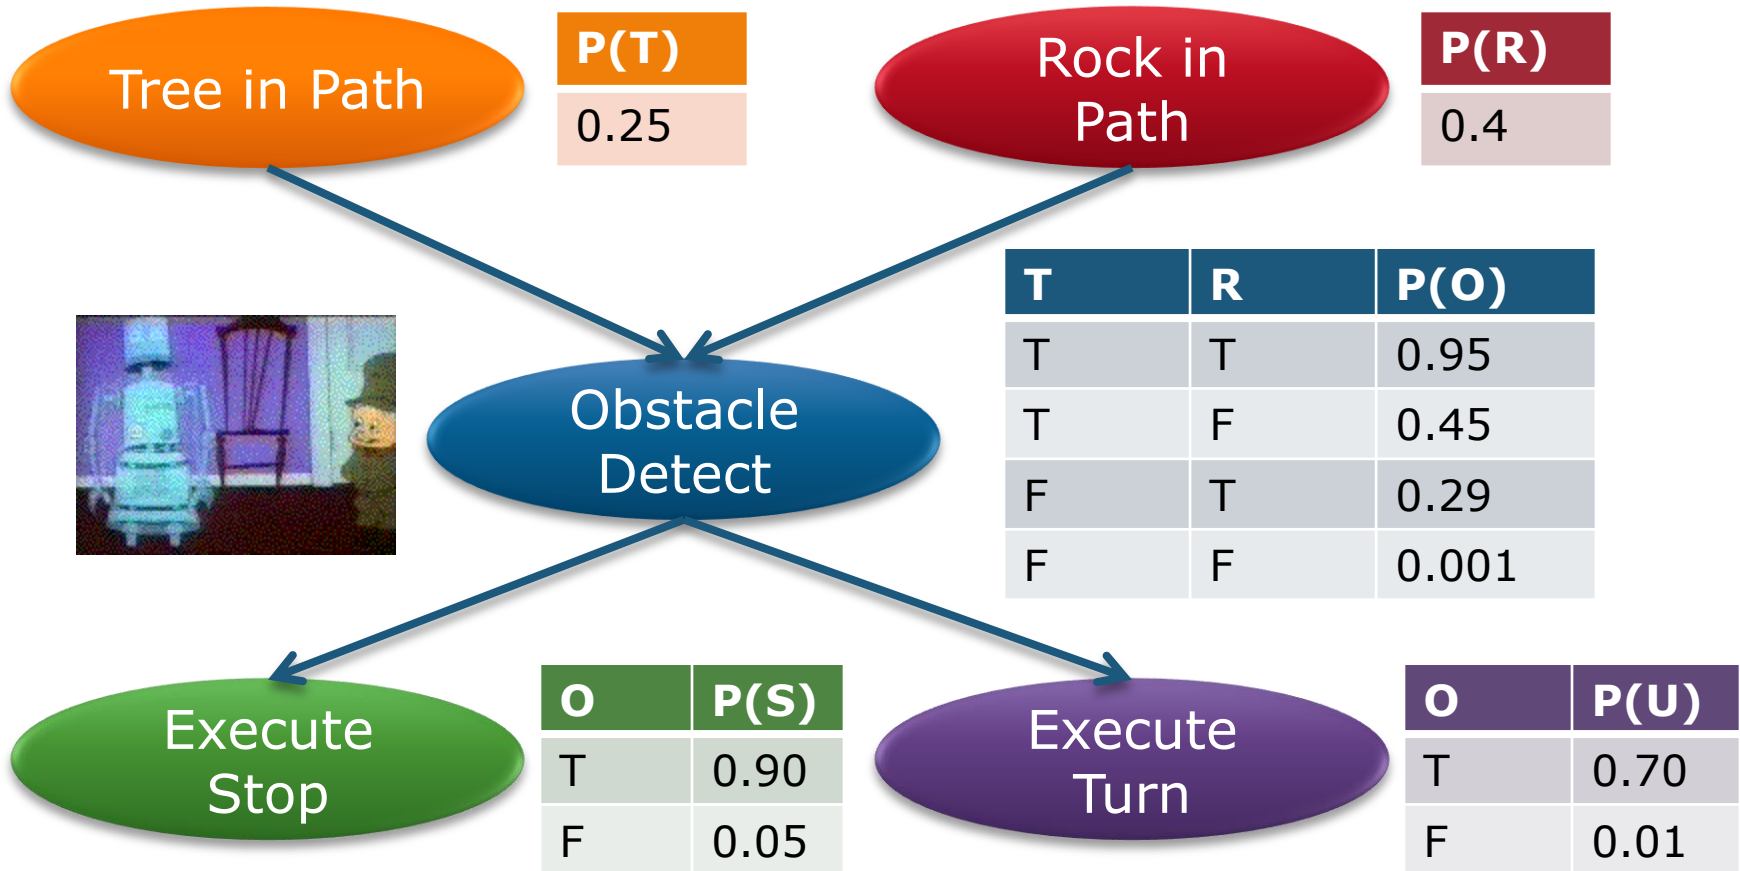 Tree in Path
P(T)
0.25
Rock in
Path
P(R)
0.4
T R P(O)
T T 0.95
T F 0.45
F T 0.29
F F 0.001
Obstacle
Detect
Execute
Stop
O P(S)
T 0.90
F 0.05
Execute
Turn
O P(U)
T 0.70
F 0.01